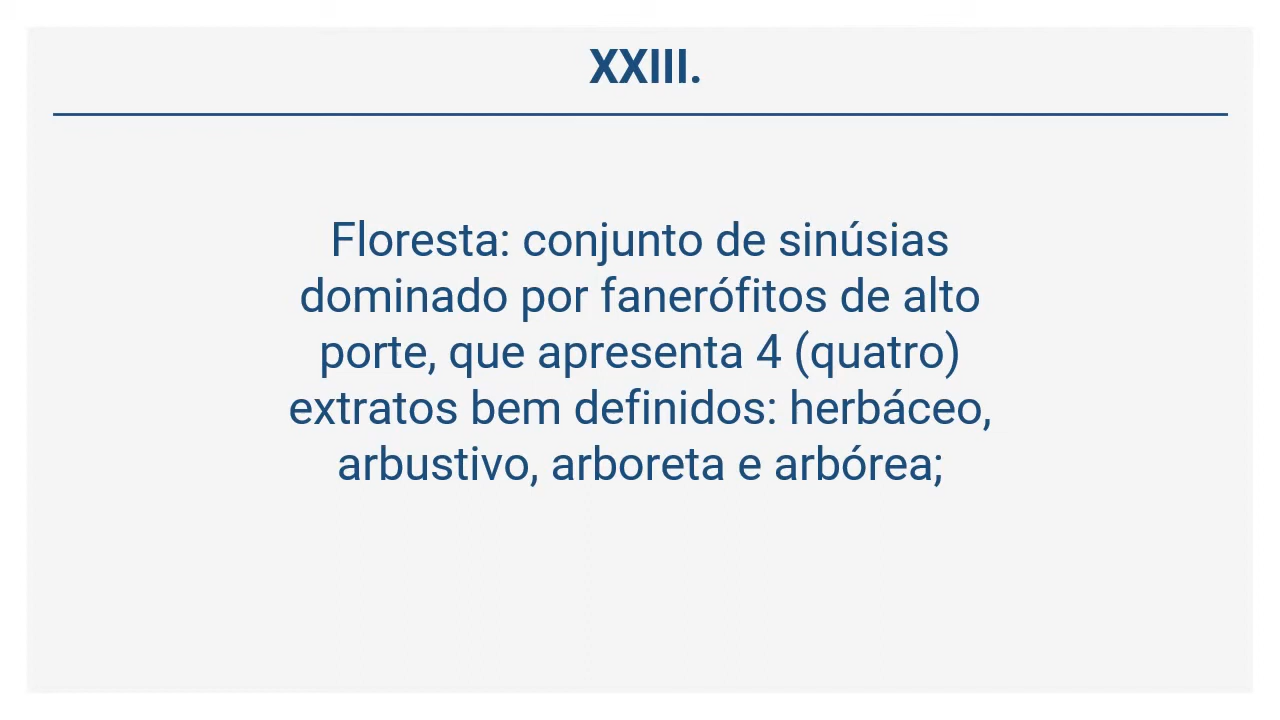 XXIII.
Floresta: conjunto de sinúsias
dominado por fanerófitos de alto
porte, que apresenta 4 (quatro)
extratos bem definidos: herbáceo,
arbustivo, arboreta e arbórea;